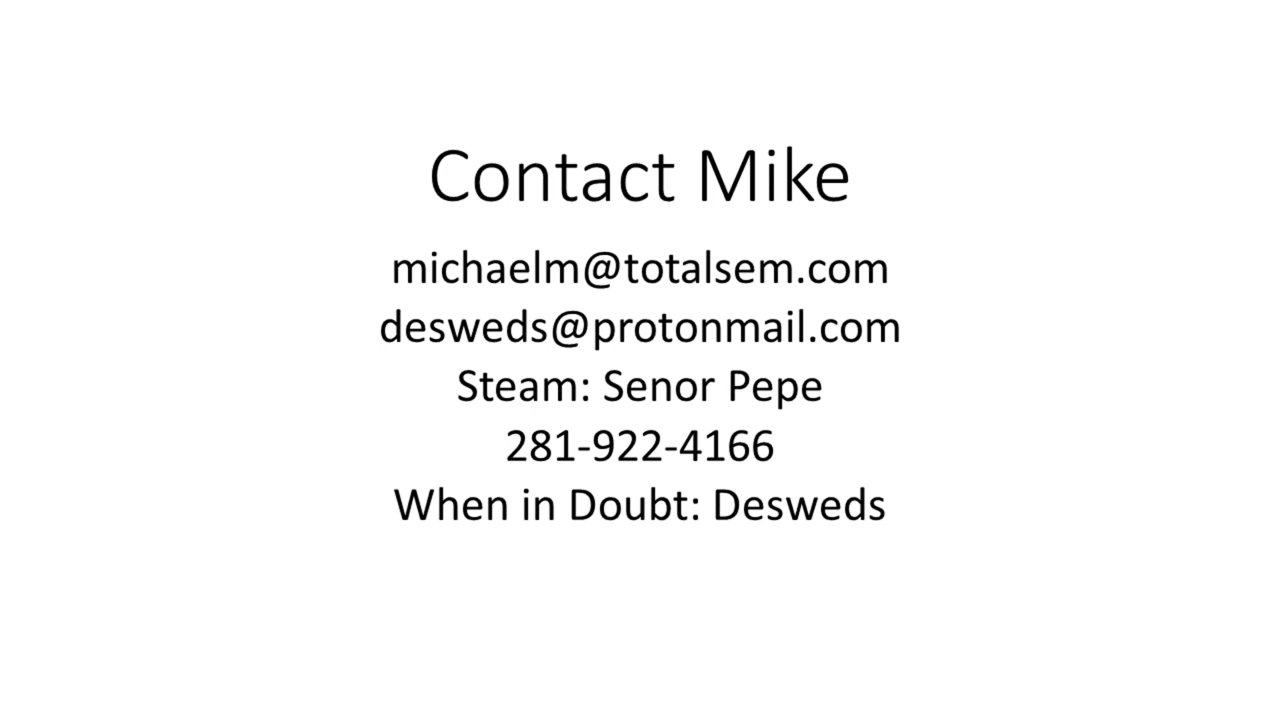 Contact Mike
michaelm@totalsem.com
desweds@protonmail.com
Steam: Senor Pepe
281-922-4166
When in Doubt: Desweds